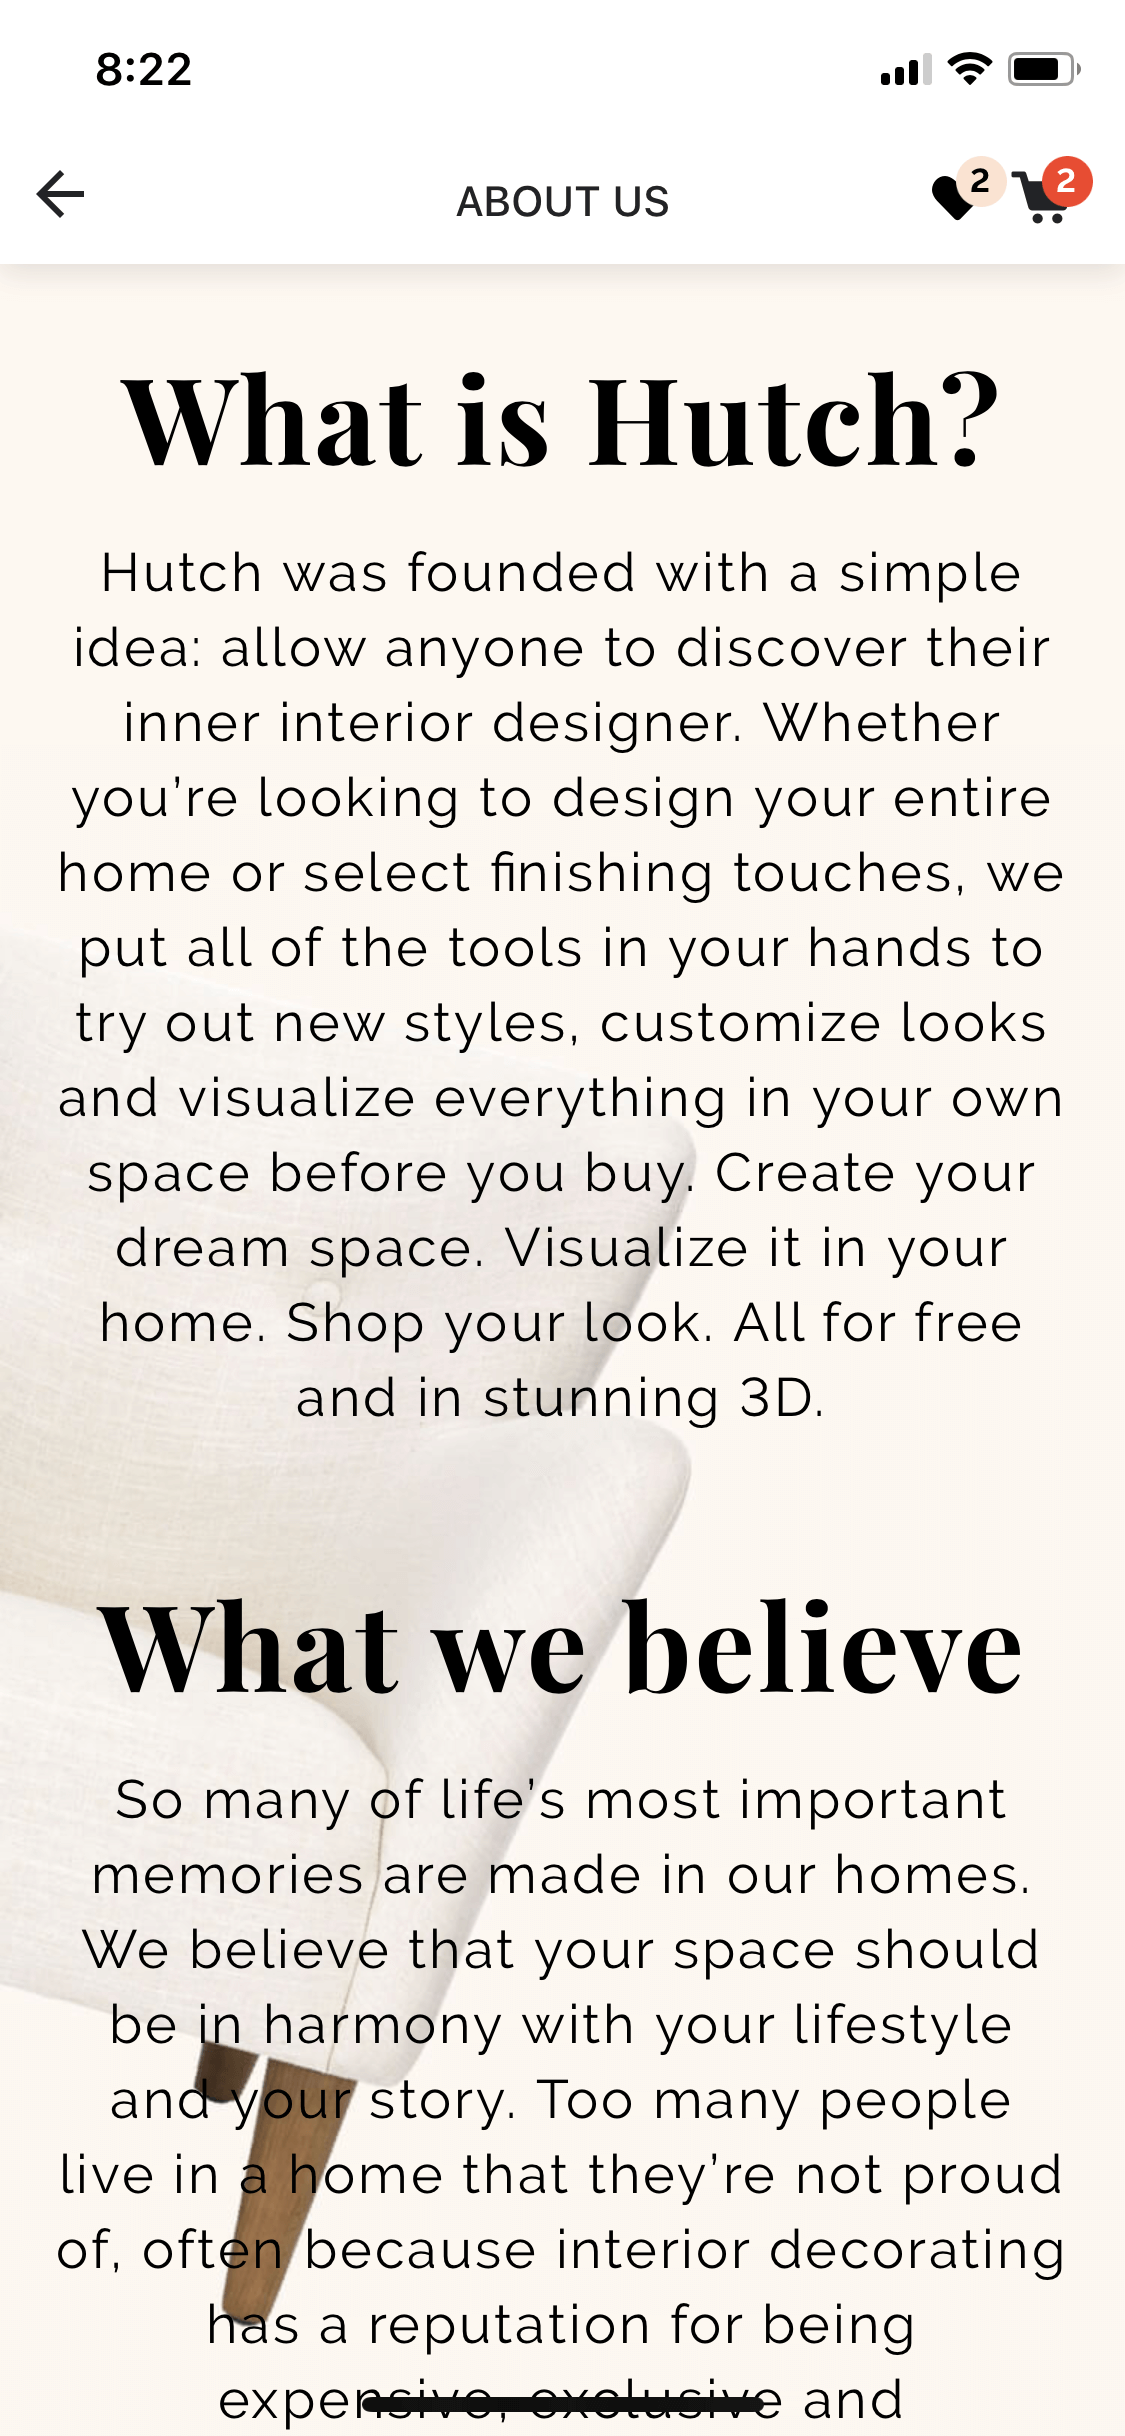 8:22
ABOUT US
2
2
What is Hutch?
Hutch was founded with a simple
idea: allow anyone to discover their
inner interior designer. Whether
you’re looking to design your entire
home or select finishing touches, we
put all of the tools in your hands to
try out new styles, customize looks
and visualize everything in your own
space before you buy. Create your
dream space. Visualize it in your
home. Shop your look. All for free
and in stunning 3D.
What we believe
So many of life’s most important
memories are made in our homes.
We believe that your space should
be in harmony with your lifestyle
and your story. Too many people
live in a home that they’re not proud
of, often because interior decorating
has a reputation for being
expensive, exclusive and